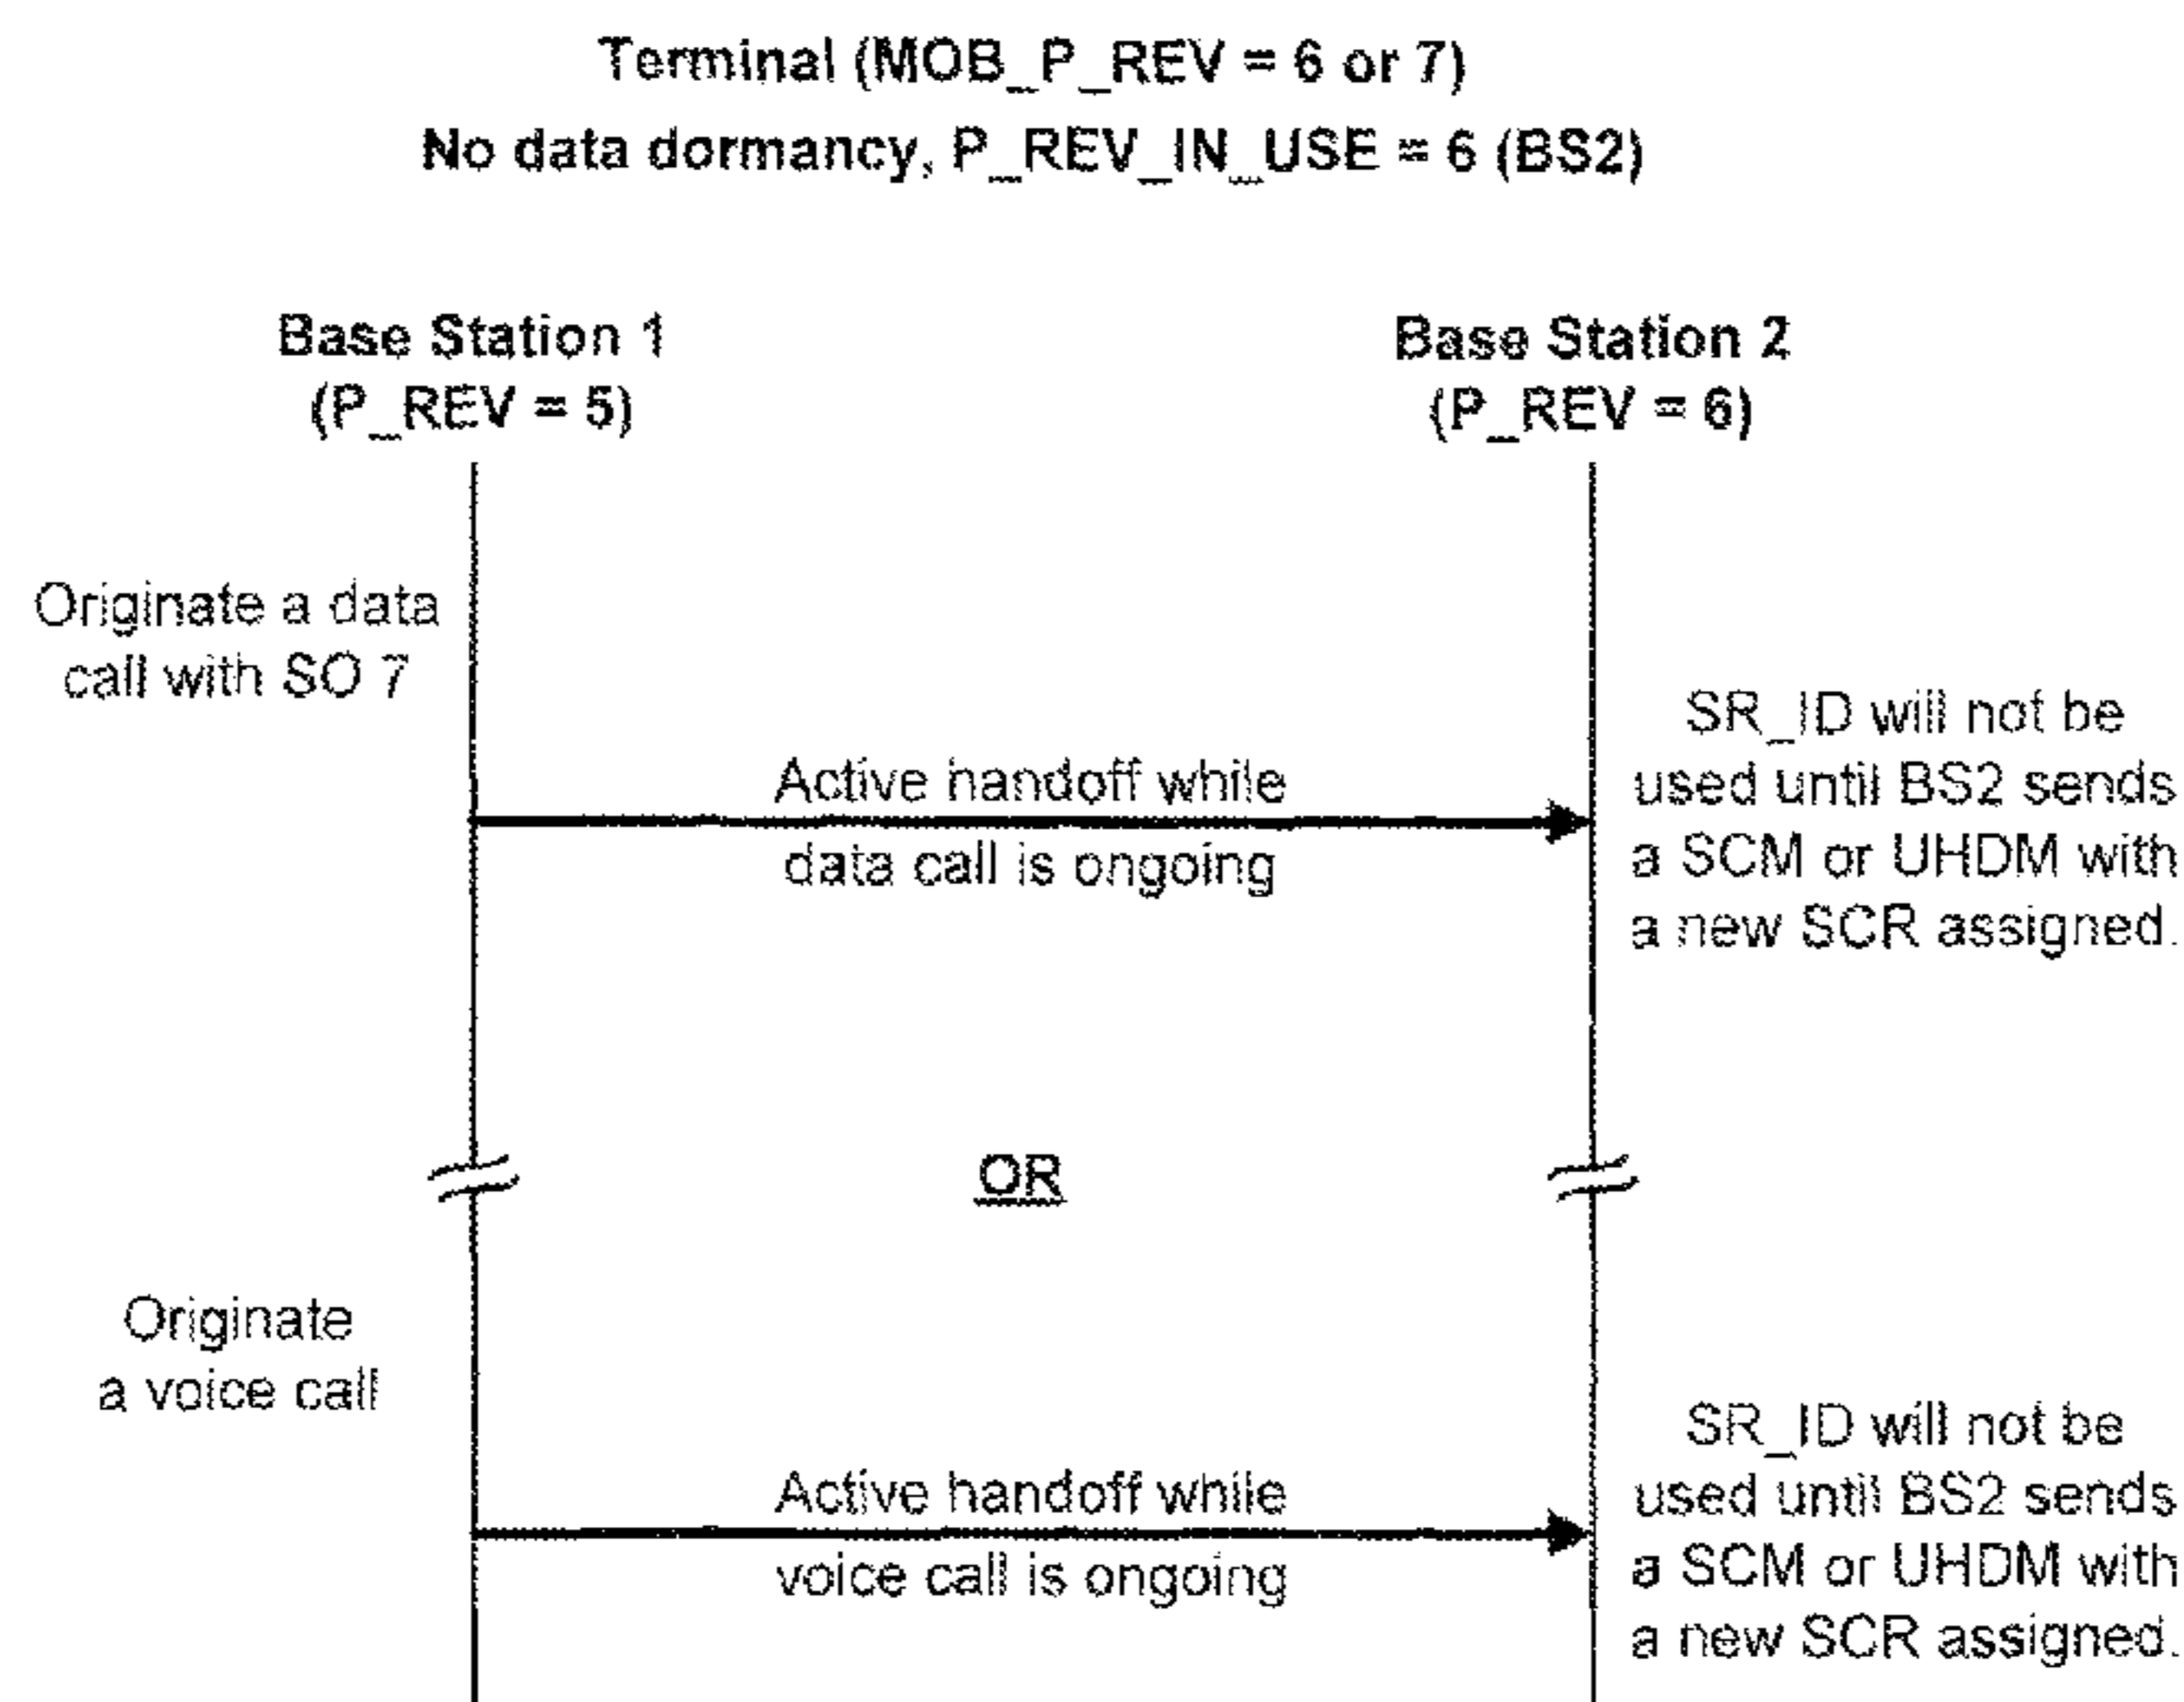 Terminal (MOB_P_REV = 6 or 7)
No data dormancy, P_REV_IN_USE = 6 (BS2)
Base Station 1
(P_REV = 5)
Base Station 2
(P_REV = 6)
Originate a data
call with SO 7
Active handoff while
data call is ongoing
SR_ID will not be
used until BS2 sends
a SCM or UHDM with
a new SCR assigned.
OR
Originate
a voice call
Active handoff while
voice call is ongoing
SR_ID will not be
used until BS2 sends
a SCM or UHDM with
a new SCR assigned.